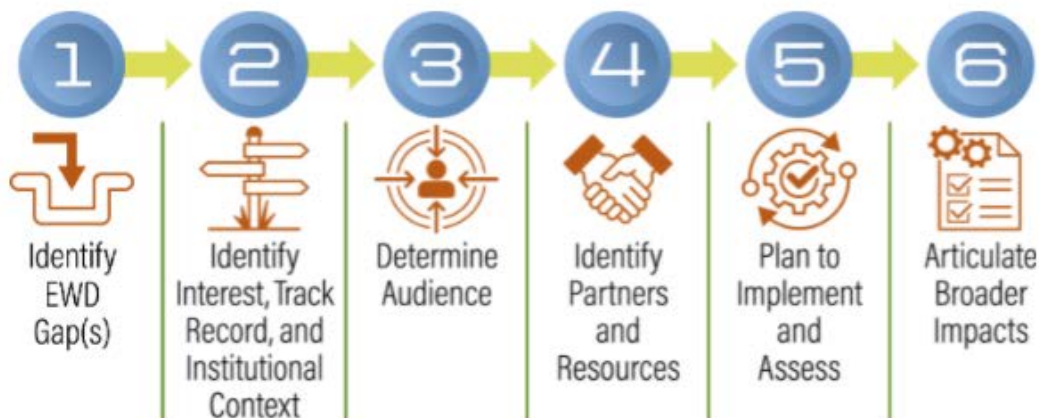 1 2 3 4 5 6
Identify
EWD
Gap(s)
Identify
Interest, Track
Record, and
Institutional
Context
Determine
Audience
Identify
Partners
and
Resources
Plan to
Implement
and
Assess
Articulate
Broader
Impacts